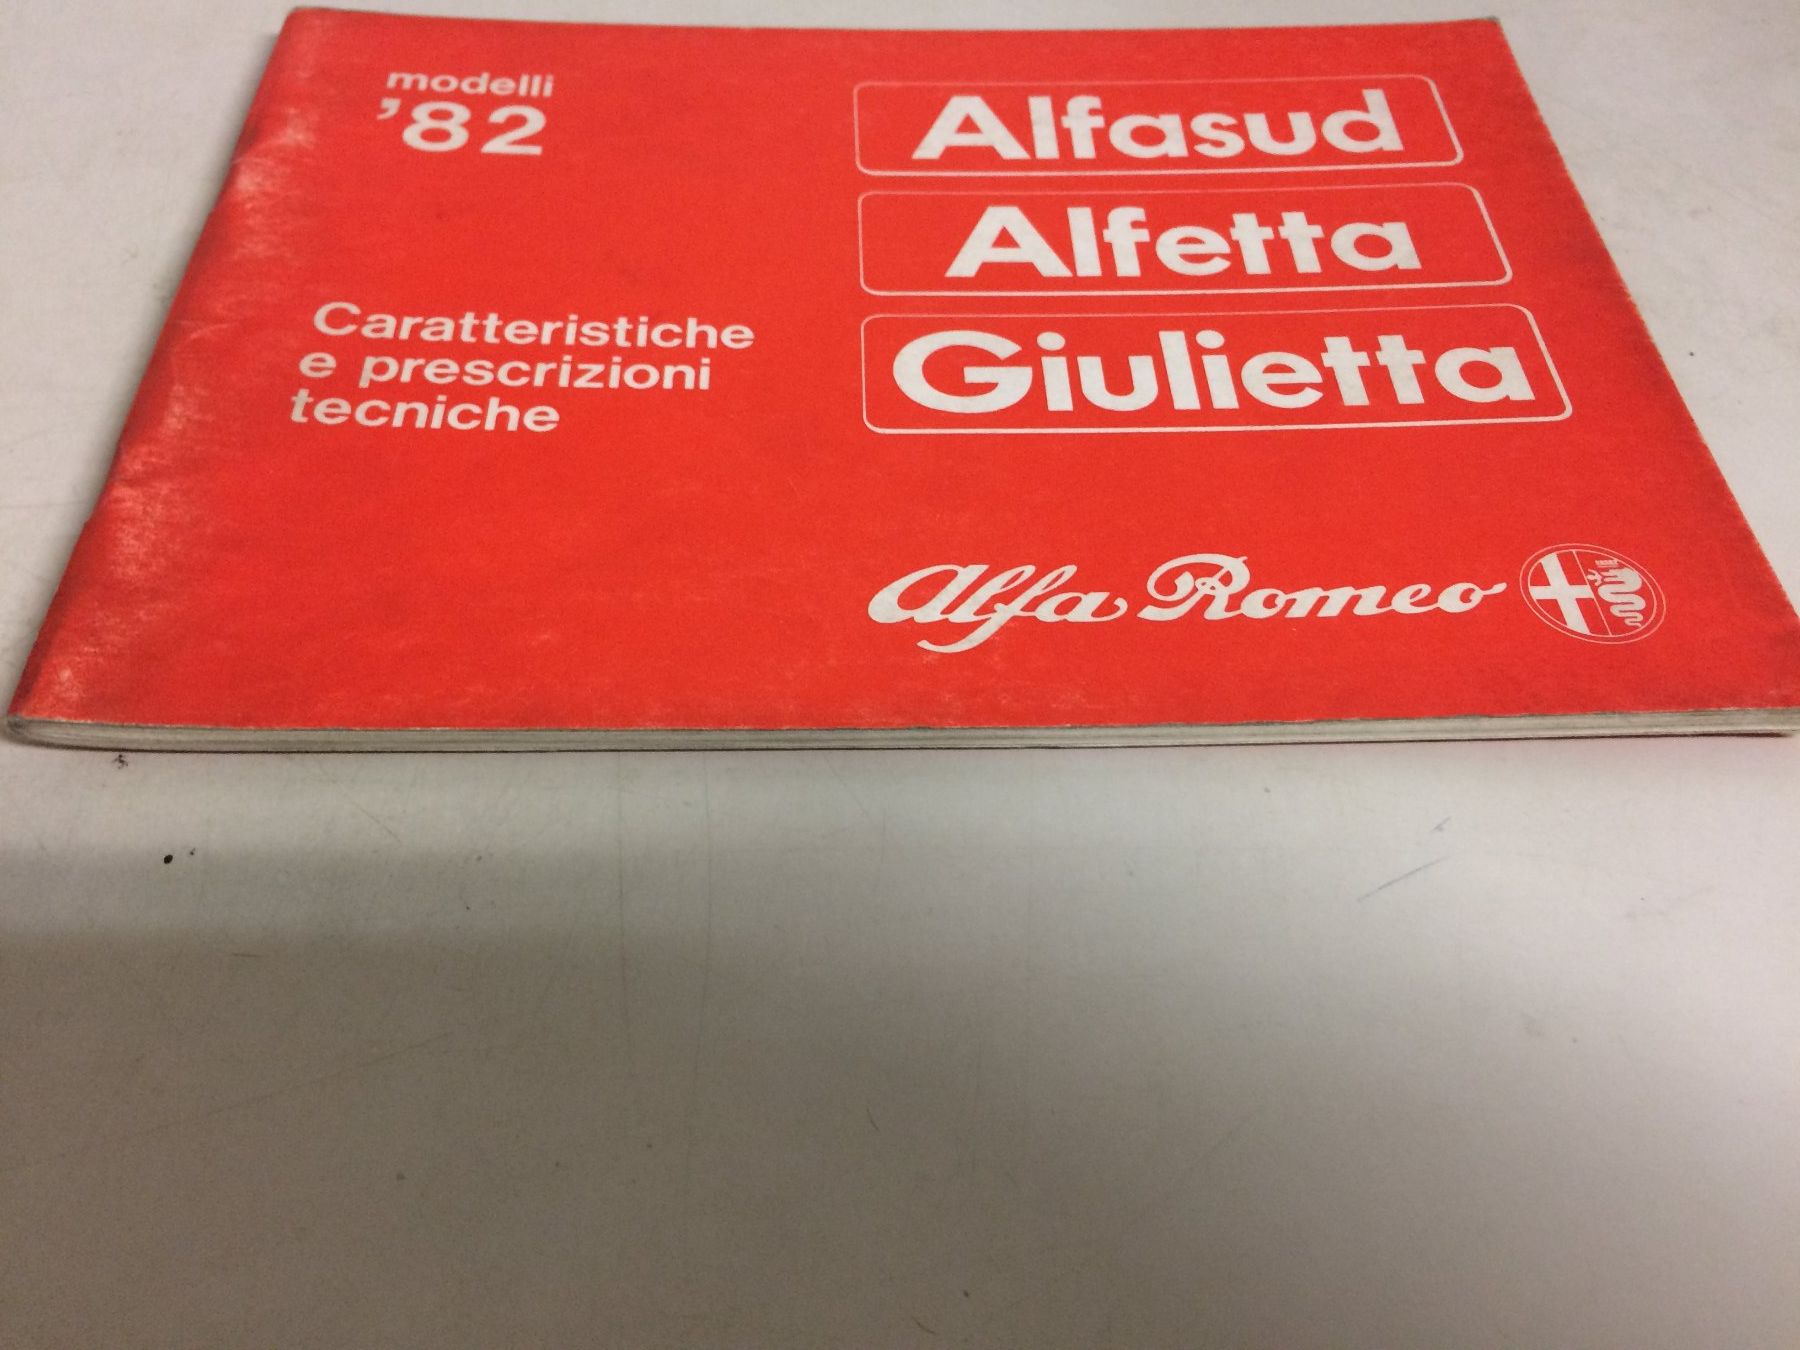 modelli
'82
Caratteristiche
e prescrizioni
tecniche
Alfasud
Alfetta
Giulietta
Alfa Romeo